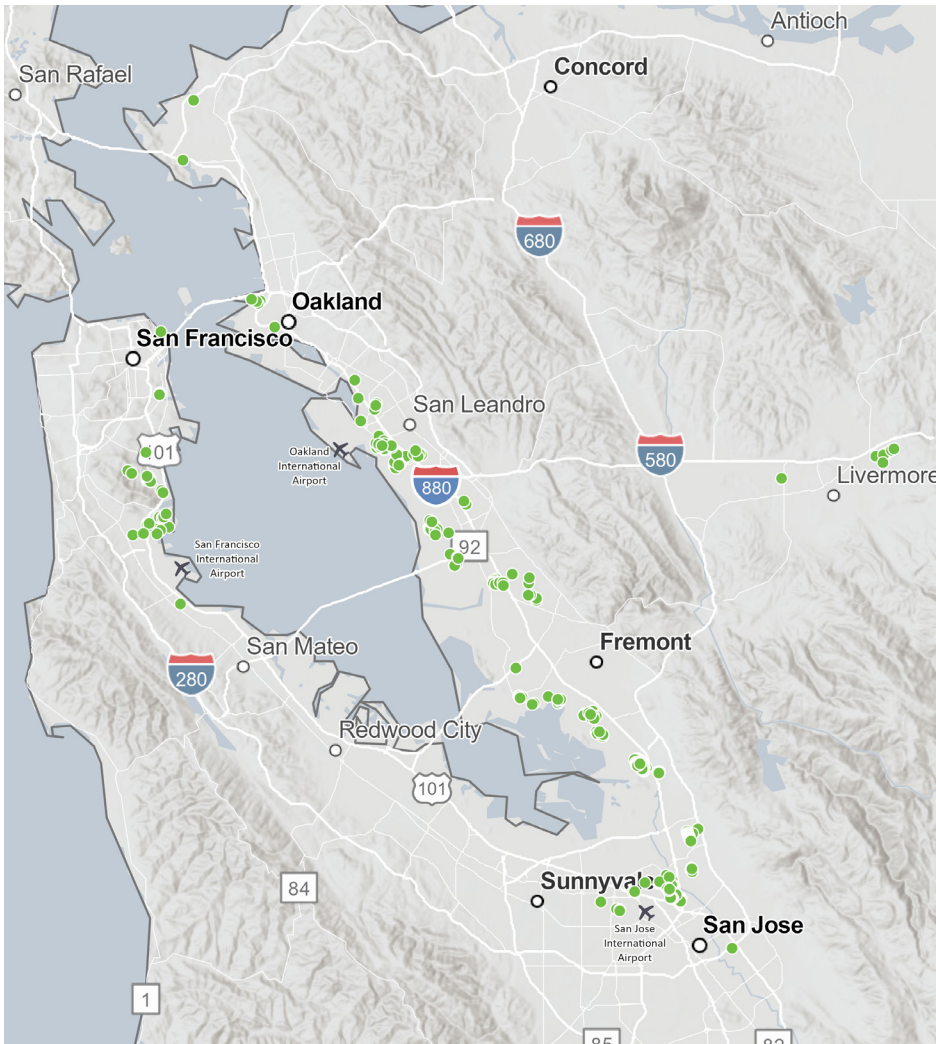 Antioch
San Rafael
Concord
680
Oakland
San Francisco
San Leandro
101
Oakland
International
Airport
580
880
Livermore
92
San Francisco
International
Airport
Fremont
San Mateo
280
Redwood City
101
84
Sunnyvale
San Jose
San Jose
International
Airport
1
85
82